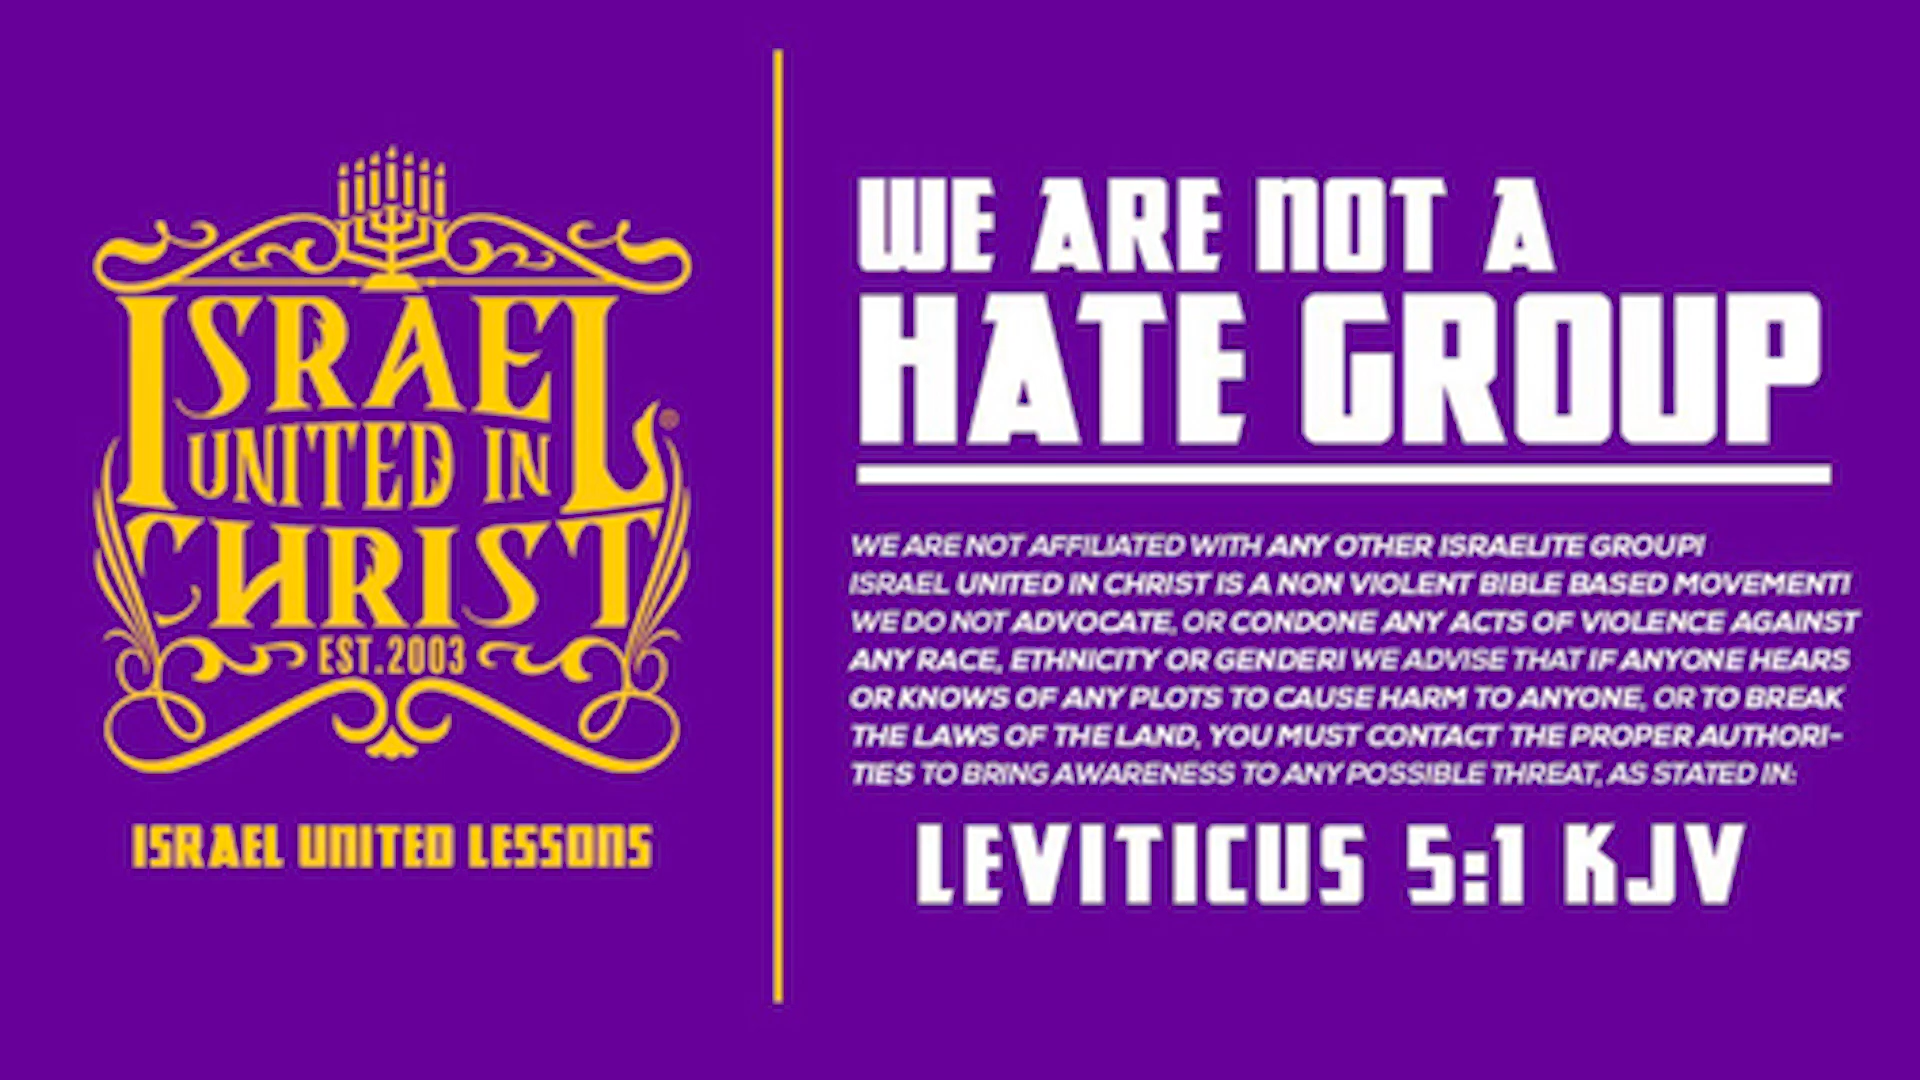 ISRAEL
UNITED IN
CHRIST
EST. 2003
ISRAEL UNITED LESSONS
WE ARE NOT A
HATE GROUP
WE ARE NOT AFFILIATED WITH ANY OTHER ISRAELITE GROUP!
ISRAEL UNITED IN CHRIST IS A NON VIOLENT BIBLE BASED MOVEMENT!
WE DO NOT ADVOCATE, OR CONDONE ANY ACTS OF VIOLENCE AGAINST
ANY RACE, ETHNICITY OR GENDER! WE ADVISE THAT IF ANYONE HEARS
OR KNOWS OF ANY PLOTS TO CAUSE HARM TO ANYONE, OR TO BREAK
THE LAWS OF THE LAND, YOU MUST CONTACT THE PROPER AUTHORI-
TIES TO BRING AWARENESS TO ANY POSSIBLE THREAT, AS STATED IN:
LEVITICUS 5:1 KJV